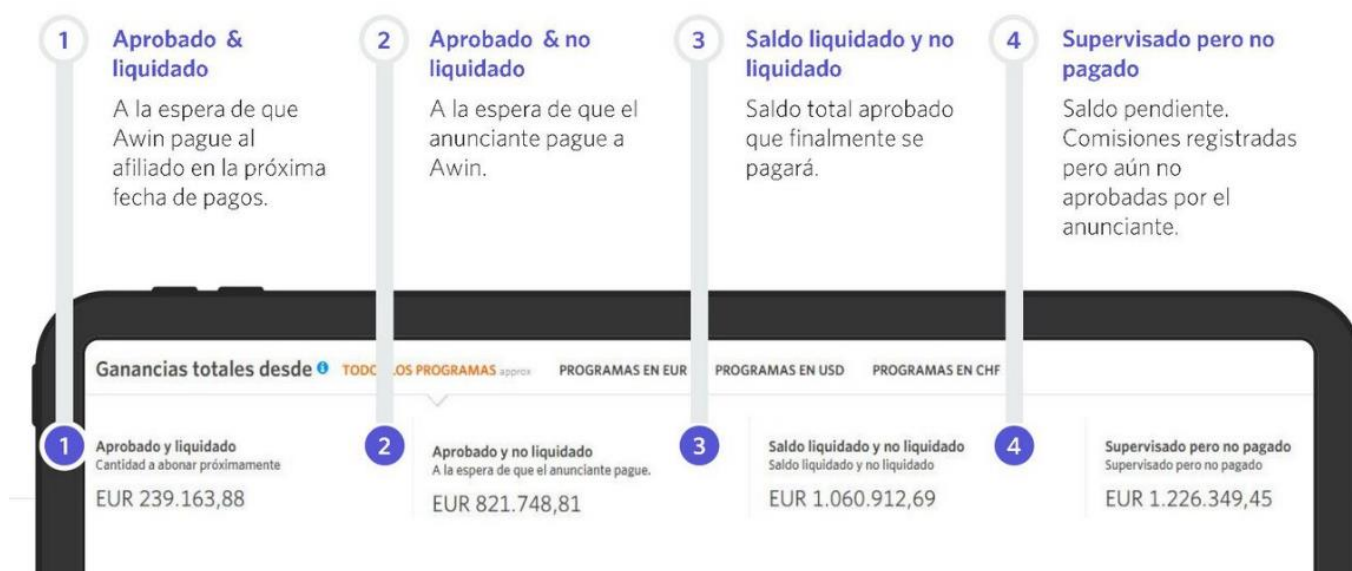 1
Aprobado &
liquidado
A la espera de que
Awin pague al
afiliado en la próxima
fecha de pagos.
2
Aprobado & no
liquidado
A la espera de que el
anunciante pague a
Awin.
3
Saldo liquidado y no
liquidado
Saldo total aprobado
que finalmente se
pagará.
4
Supervisado pero no
pagado
Saldo pendiente.
Comisiones registradas
pero aún no
aprobadas por el
anunciante.
Ganancias totales desde TODO LOS PROGRAMAS approx PROGRAMAS EN EUR PROGRAMAS EN USD PROGRAMAS EN CHF
1
Aprobado y liquidado
Cantidad a abonar próximamente
EUR 239.163,88
2
Aprobado y no liquidado
A la espera de que el anunciante pague.
EUR 821.748,81
3
Saldo liquidado y no liquidado
Saldo liquidado y no liquidado
EUR 1.060.912,69
4
Supervisado pero no pagado
Supervisado pero no pagado
EUR 1.226.349,45